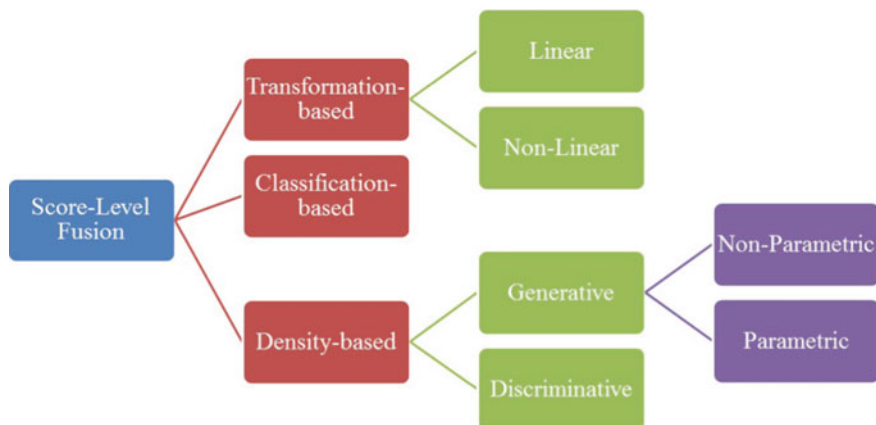 Score-Level
Fusion
Transformation-
based
Linear
Non-Linear
Classification-
based
Density-based
Generative
Non-Parametric
Parametric
Discriminative